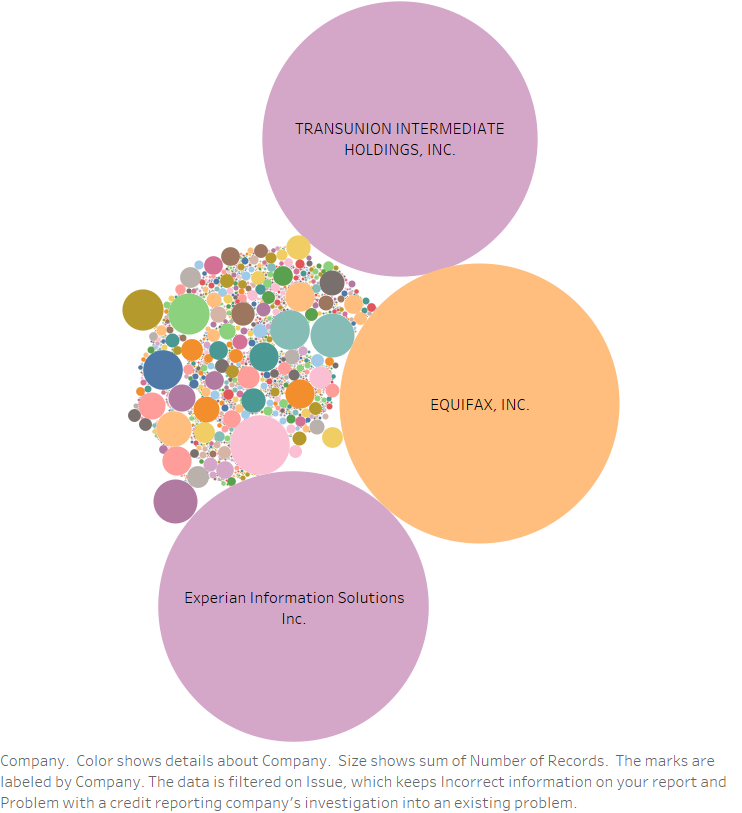 TRANSUNION INTERMEDIATE
HOLDINGS, INC.
EQUIFAX, INC.
Experian Information Solutions
Inc.
Company.  Color shows details about Company.  Size shows sum of Number of Records.  The marks are
labeled by Company. The data is filtered on Issue, which keeps Incorrect information on your report and
Problem with a credit reporting company’s investigation into an existing problem.